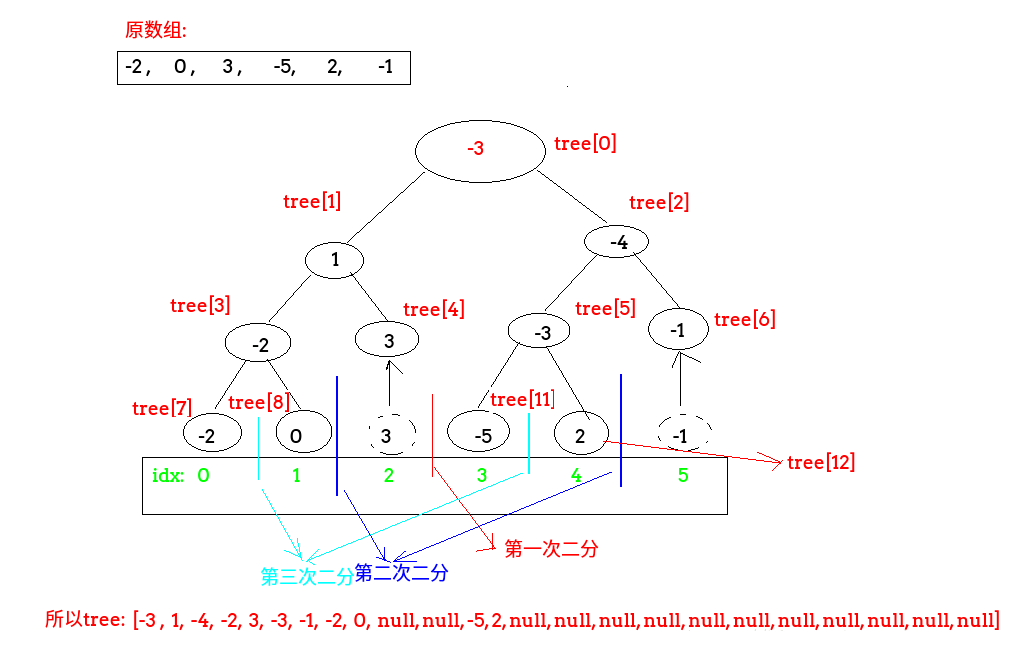 原数组:
-2 , 0 , 3 , -5, 2, -1
-3 tree[0]
tree[1] tree[2]
1 -4
tree[3] tree[4] tree[5] tree[6]
-2 3 -3 -1
tree[7] tree[8] tree[11]
-2 0 3 -5 2 -1
tree[12]
idx: 0 1 2 3 4 5
第一次二分
第三次二分 第二次二分
所以tree: [-3 , 1, -4, -2, 3, -3, -1, -2, 0, null, null, -5, 2, null, null, null, null, null, null, null, null, null, null, null]